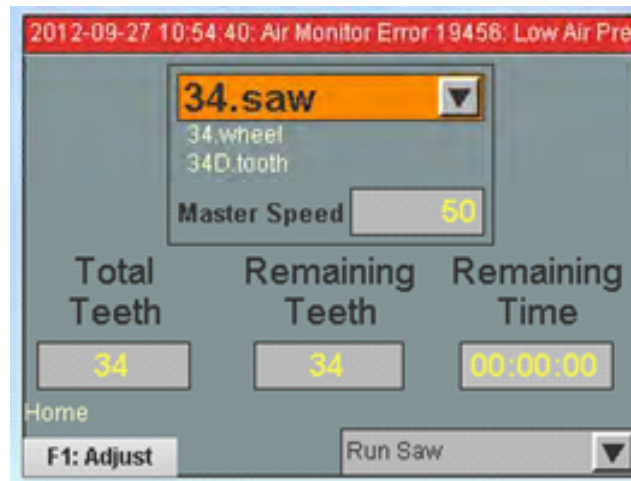 2012-09-27 10:54:40: Air Monitor Error 19456: Low Air Pre
34.saw
34.wheel
34D.tooth
Master Speed 50
Total Teeth
Remaining Teeth
Remaining Time
34
34
00:00:00
Home
F1: Adjust
Run Saw